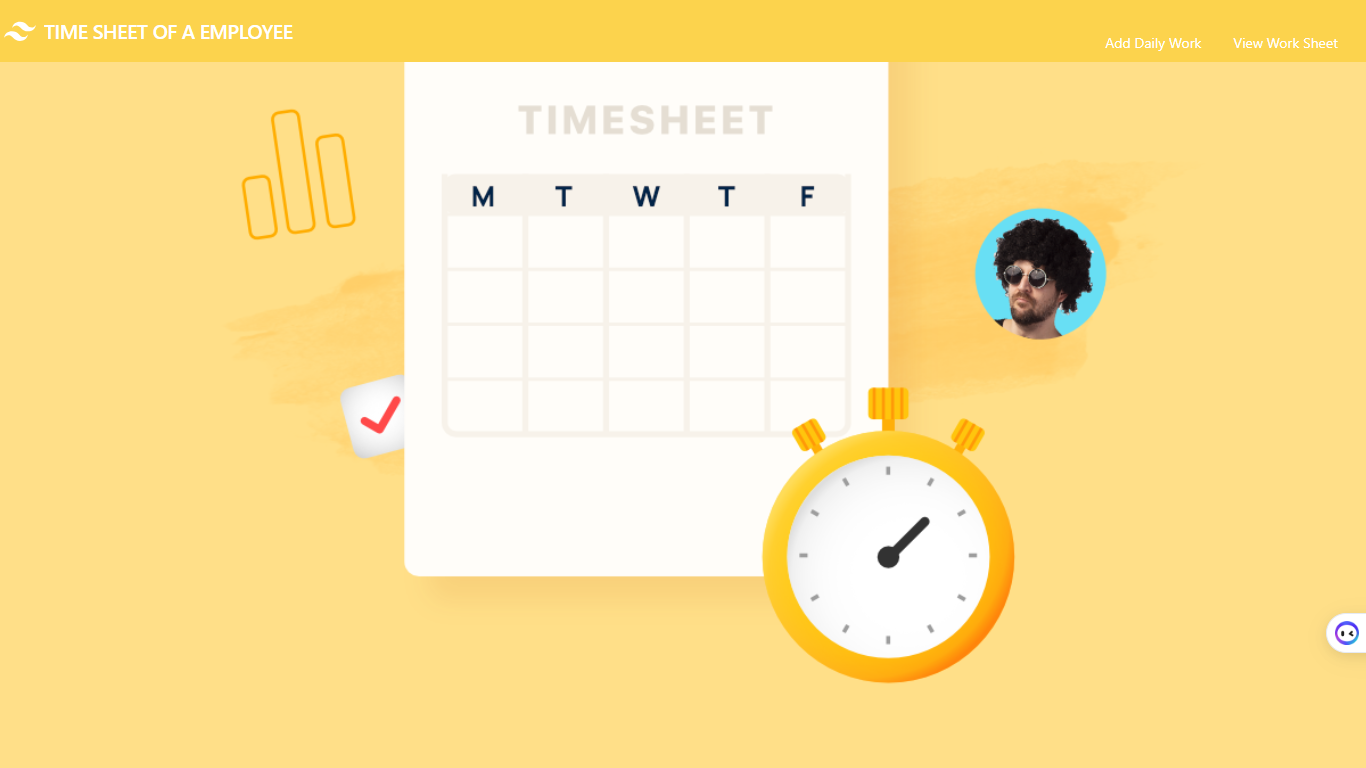 TIME SHEET OF A EMPLOYEE
Add Daily Work
View Work Sheet
TIMESHEET
M T W T F